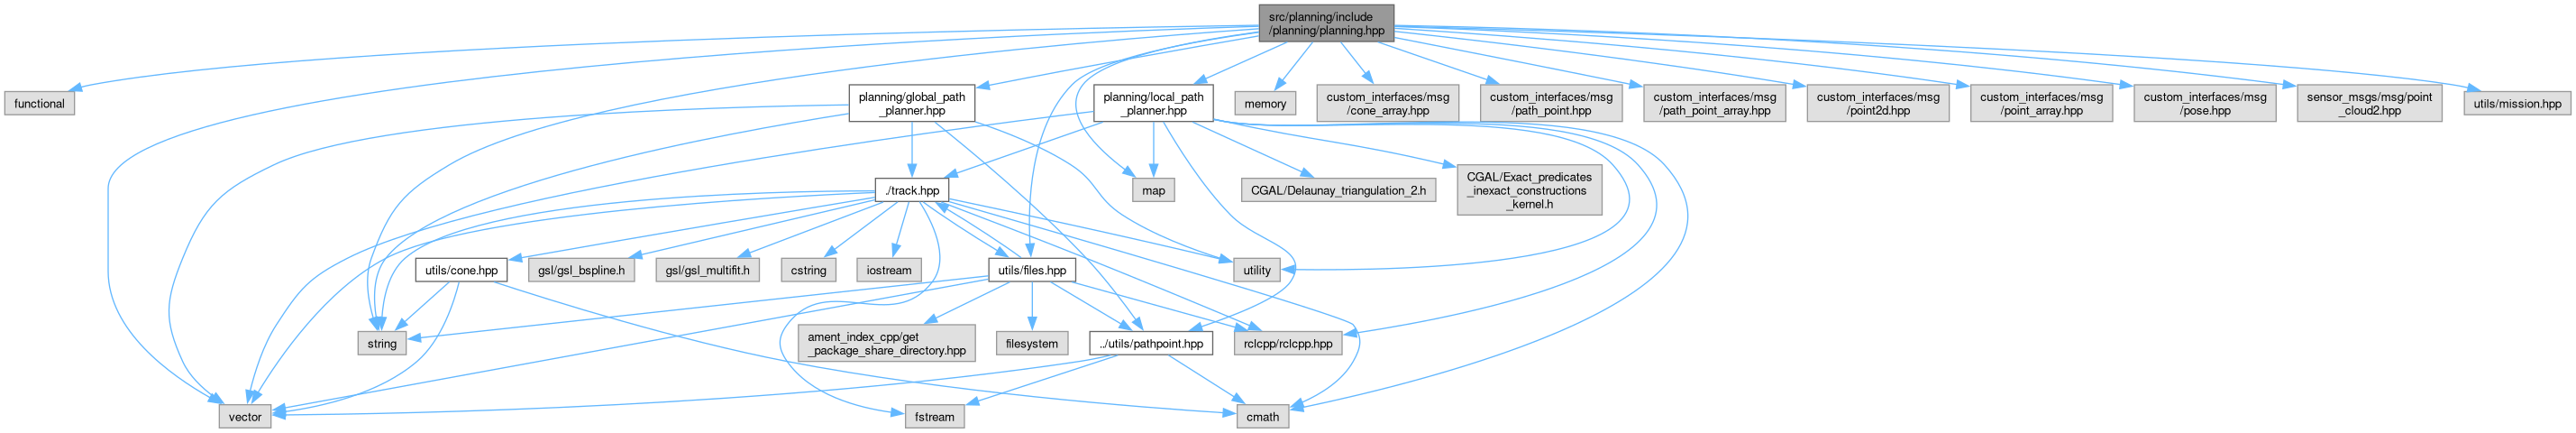 src/planning/include
/planning/planning.hpp
functional
planning/global_path
_planner.hpp
planning/local_path
_planner.hpp
memory
custom_interfaces/msg
/cone_array.hpp
custom_interfaces/msg
/path_point.hpp
custom_interfaces/msg
/path_point_array.hpp
custom_interfaces/msg
/point2d.hpp
custom_interfaces/msg
/point_array.hpp
custom_interfaces/msg
/pose.hpp
sensor_msgs/msg/point
_cloud2.hpp
utils/mission.hpp
./track.hpp
map
CGAL/Delaunay_triangulation_2.h
CGAL/Exact_predicates
_inexact_constructions
_kernel.h
utils/cone.hpp
gsl/gsl_bspline.h
gsl/gsl_multifit.h
cstring
iostream
utils/files.hpp
utility
string
ament_index_cpp/get
_package_share_directory.hpp
filesystem
../utils/pathpoint.hpp
rclcpp/rclcpp.hpp
vector
fstream
cmath